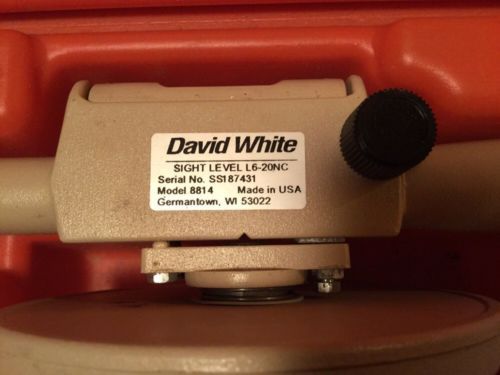 David White
SIGHT LEVEL L6-20NC
Serial No. SS187431
Model 8814 Made in USA
Germantown, WI 53022